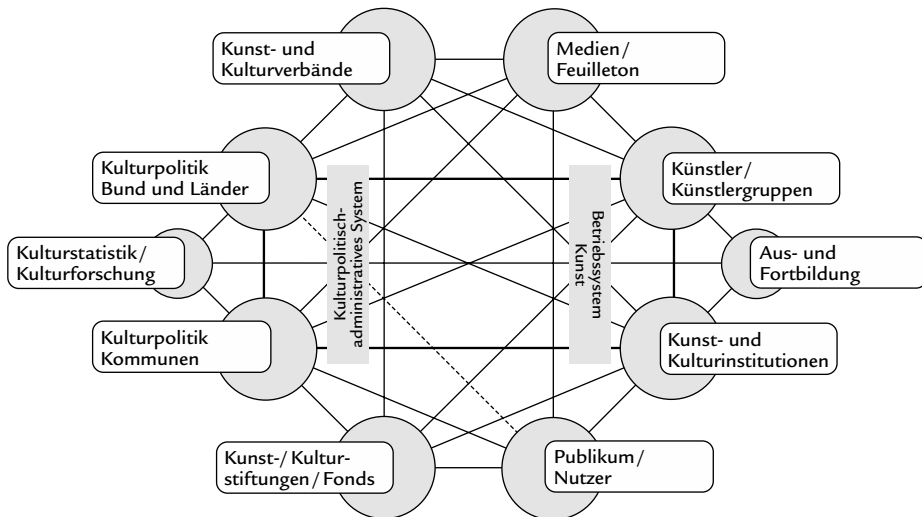 Kunst- und
Kulturverbände
Medien/
Feuilleton
Kulturpolitik
Bund und Länder
Künstler/
Künstlergruppen
Kulturpolitisch-
administratives System
Betriebssystem
Kunst
Kulturstatistik/
Kulturforschung
Aus- und
Fortbildung
Kulturpolitik
Kommunen
Kunst- und
Kulturinstitutionen
Kunst-/Kultur-
stiftungen/Fonds
Publikum/
Nutzer